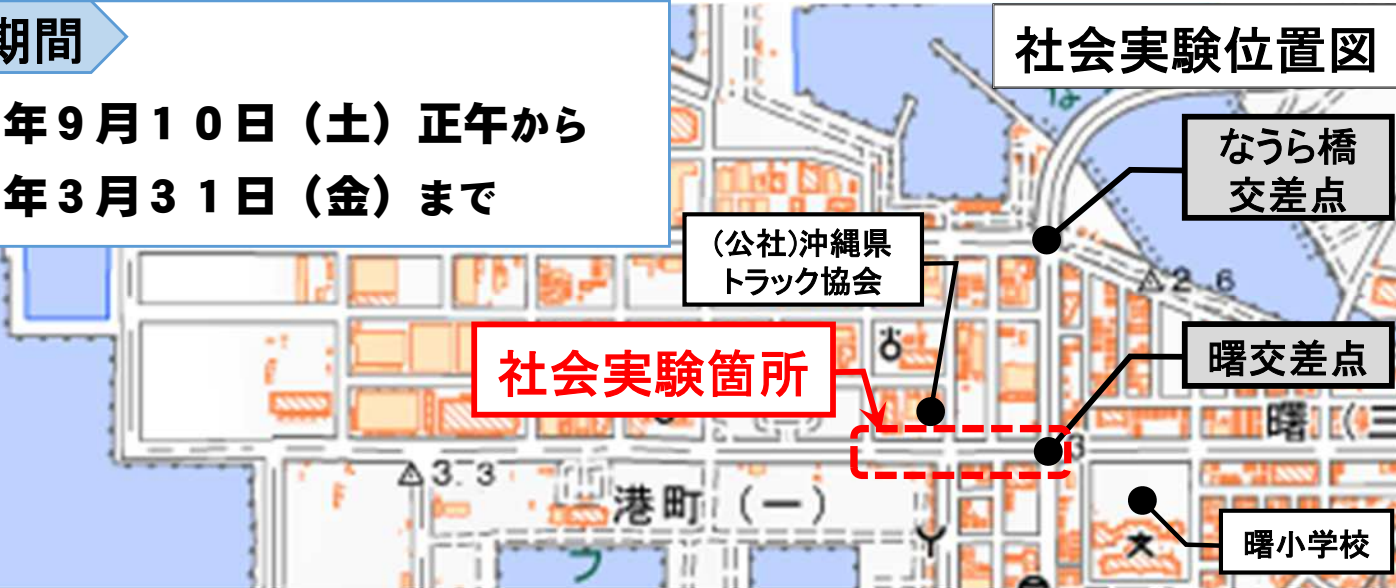 期間
年9月10日（土）正午から
年3月31日（金）まで
社会実験位置図
なうら橋
交差点
(公社)沖縄県
トラック協会
2.6
社会実験箇所
曙交差点
曙（三
3
3.3
港町（一）
フ
曙小学校